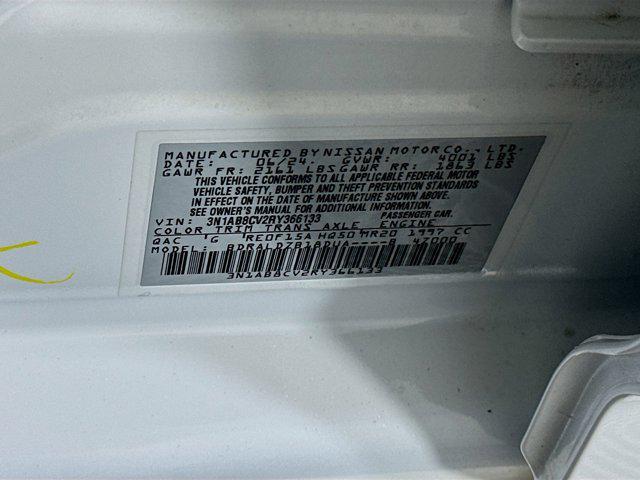 MANUFACTURED BY NISSAN MOTOR CO., LTD.
DATE: 06/24. GVWR: 4001 LBS
GAWR FR: 2161 LBS GAWR RR: 1863 LBS
THIS VEHICLE CONFORMS TO ALL APPLICABLE FEDERAL MOTOR
VEHICLE SAFETY, BUMPER AND THEFT PREVENTION STANDARDS
IN EFFECT ON THE DATE OF MANUFACTURE SHOWN ABOVE.
SEE OWNER'S MANUAL FOR ADDITIONAL INFORMATION.
VIN: 3N1AB8CV2RY366133 PASSENGER CAR.
COLOR TRIM TRANS AXLE ENGINE
QAC G RE0F15A HQ50 MR20 1997 CC
MODEL: BDRALDZB18DUA----B 47000
3N1AB8CV2RY366133